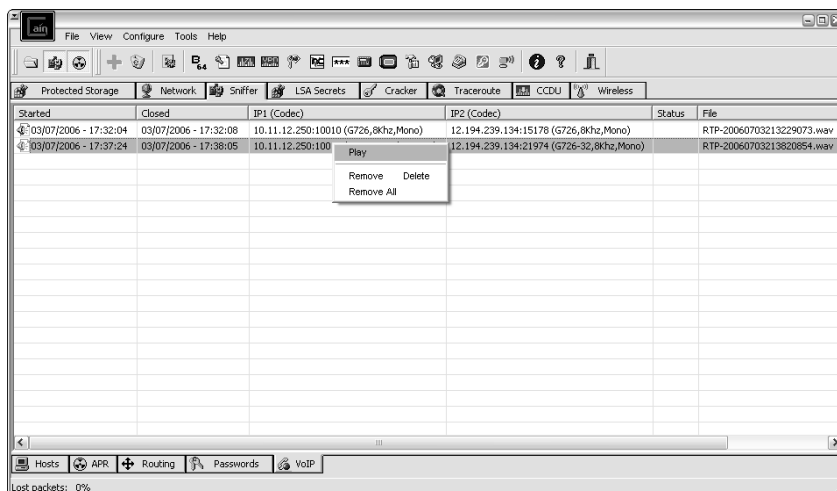 aın
File View Configure Tools Help
B 64
Protected Storage Network Sniffer LSA Secrets Cracker Traceroute CCDU Wireless
Started Closed IP1 (Codec) IP2 (Codec) Status File
03/07/2006 - 17:32:04 03/07/2006 - 17:32:08 10.11.12.250:10010 (G726,8Khz,Mono) 12.194.239.134:15178 (G726,8Khz,Mono) RTP-20060703213229073.wav
03/07/2006 - 17:37:24 03/07/2006 - 17:38:05 10.11.12.250:100 12.194.239.134:21974 (G726-32,8Khz,Mono) RTP-20060703213820854.wav
Play
Remove Delete
Remove All
Hosts APR Routing Passwords VoIP
Lost packets: 0%